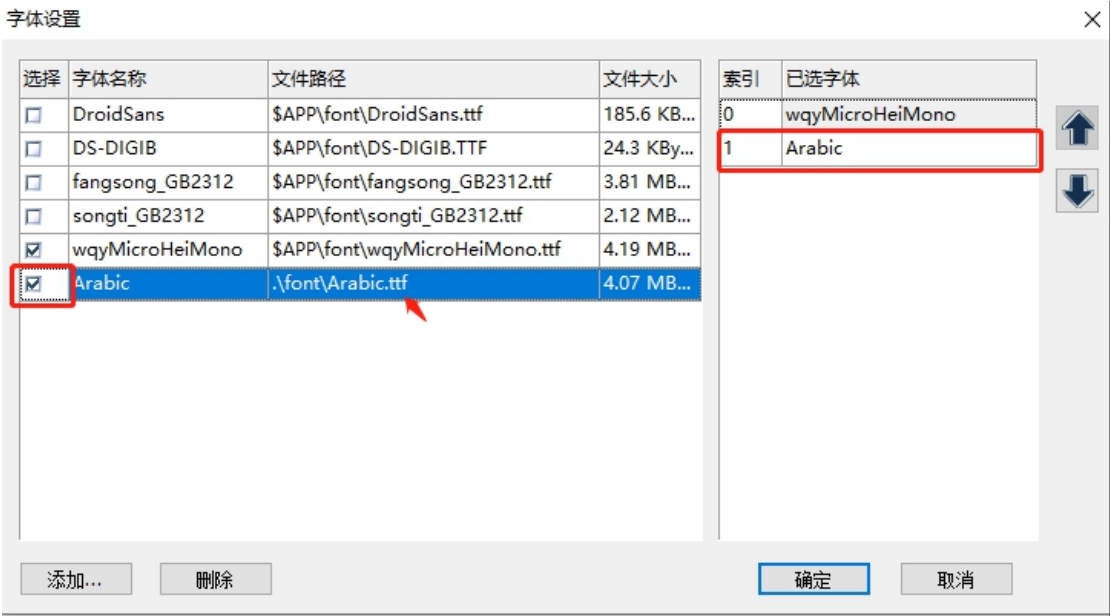 字体设置
选择 字体名称 文件路径 文件大小
DroidSans $APP\font\DroidSans.ttf 185.6 KB...
DS-DIGIB $APP\font\DS-DIGIB.TTF 24.3 KBy...
fangsong_GB2312 $APP\font\fangsong_GB2312.ttf 3.81 MB...
songti_GB2312 $APP\font\songti_GB2312.ttf 2.12 MB...
wqyMicroHeiMono $APP\font\wqyMicroHeiMono.ttf 4.19 MB...
Arabic .\font\Arabic.ttf 4.07 MB...
索引 已选字体
0 wqyMicroHeiMono
1 Arabic
添加... 删除 确定 取消